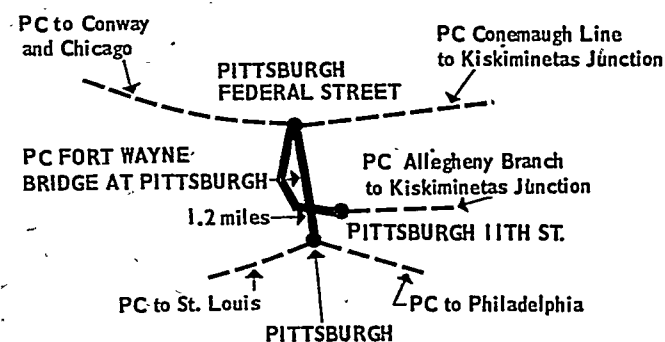 PC to Conway
and Chicago
PC Conemaugh Line
to Kiskiminetas Junction
PITTSBURGH
FEDERAL STREET
PC FORT WAYNE
BRIDGE AT PITTSBURGH
PC Allegheny Branch
to Kiskiminetas Junction
1.2 miles
PITTSBURGH 11TH ST.
PC to St. Louis
PC to Philadelphia
PITTSBURGH